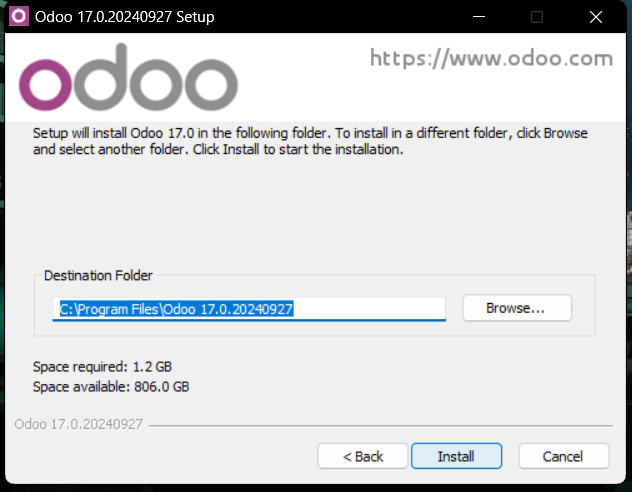 Odoo 17.0.20240927 Setup
odoo
https://www.odoo.com
Setup will install Odoo 17.0 in the following folder. To install in a different folder, click Browse
and select another folder. Click Install to start the installation.
Destination Folder
C:\Program Files\Odoo 17.0.20240927
Browse...
Space required: 1.2 GB
Space available: 806.0 GB
Odoo 17.0.20240927
< Back
Install
Cancel